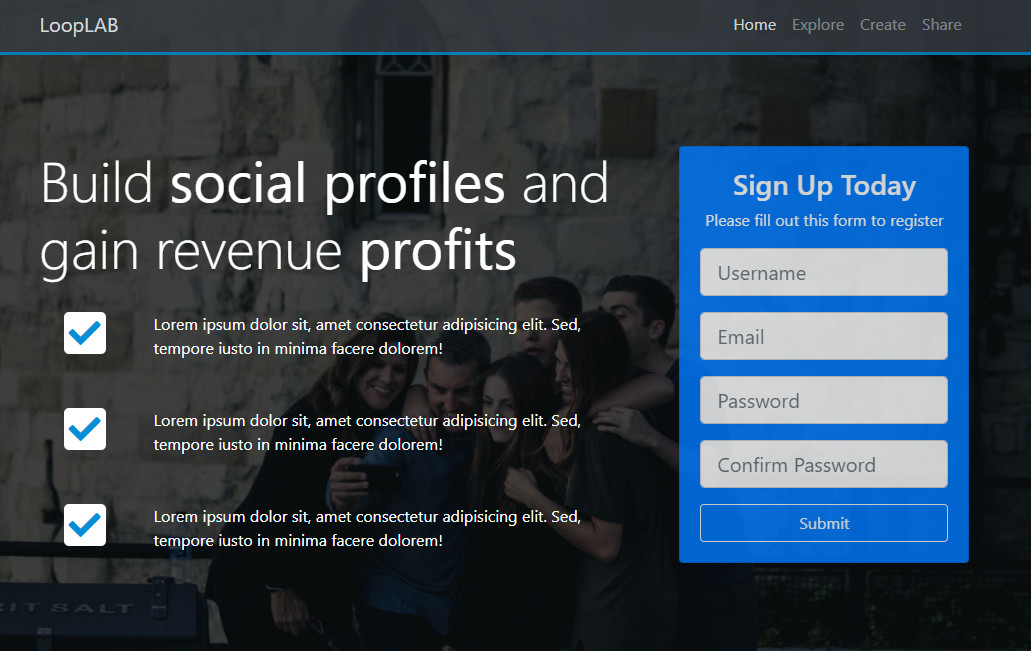 LoopLAB
Home Explore Create Share
Build social profiles and
gain revenue profits
Lorem ipsum dolor sit, amet consectetur adipisicing elit. Sed,
tempore iusto in minima facere dolorem!
Lorem ipsum dolor sit, amet consectetur adipisicing elit. Sed,
tempore iusto in minima facere dolorem!
Lorem ipsum dolor sit, amet consectetur adipisicing elit. Sed,
tempore iusto in minima facere dolorem!
Sign Up Today
Please fill out this form to register
Username
Email
Password
Confirm Password
Submit
RIT SALT